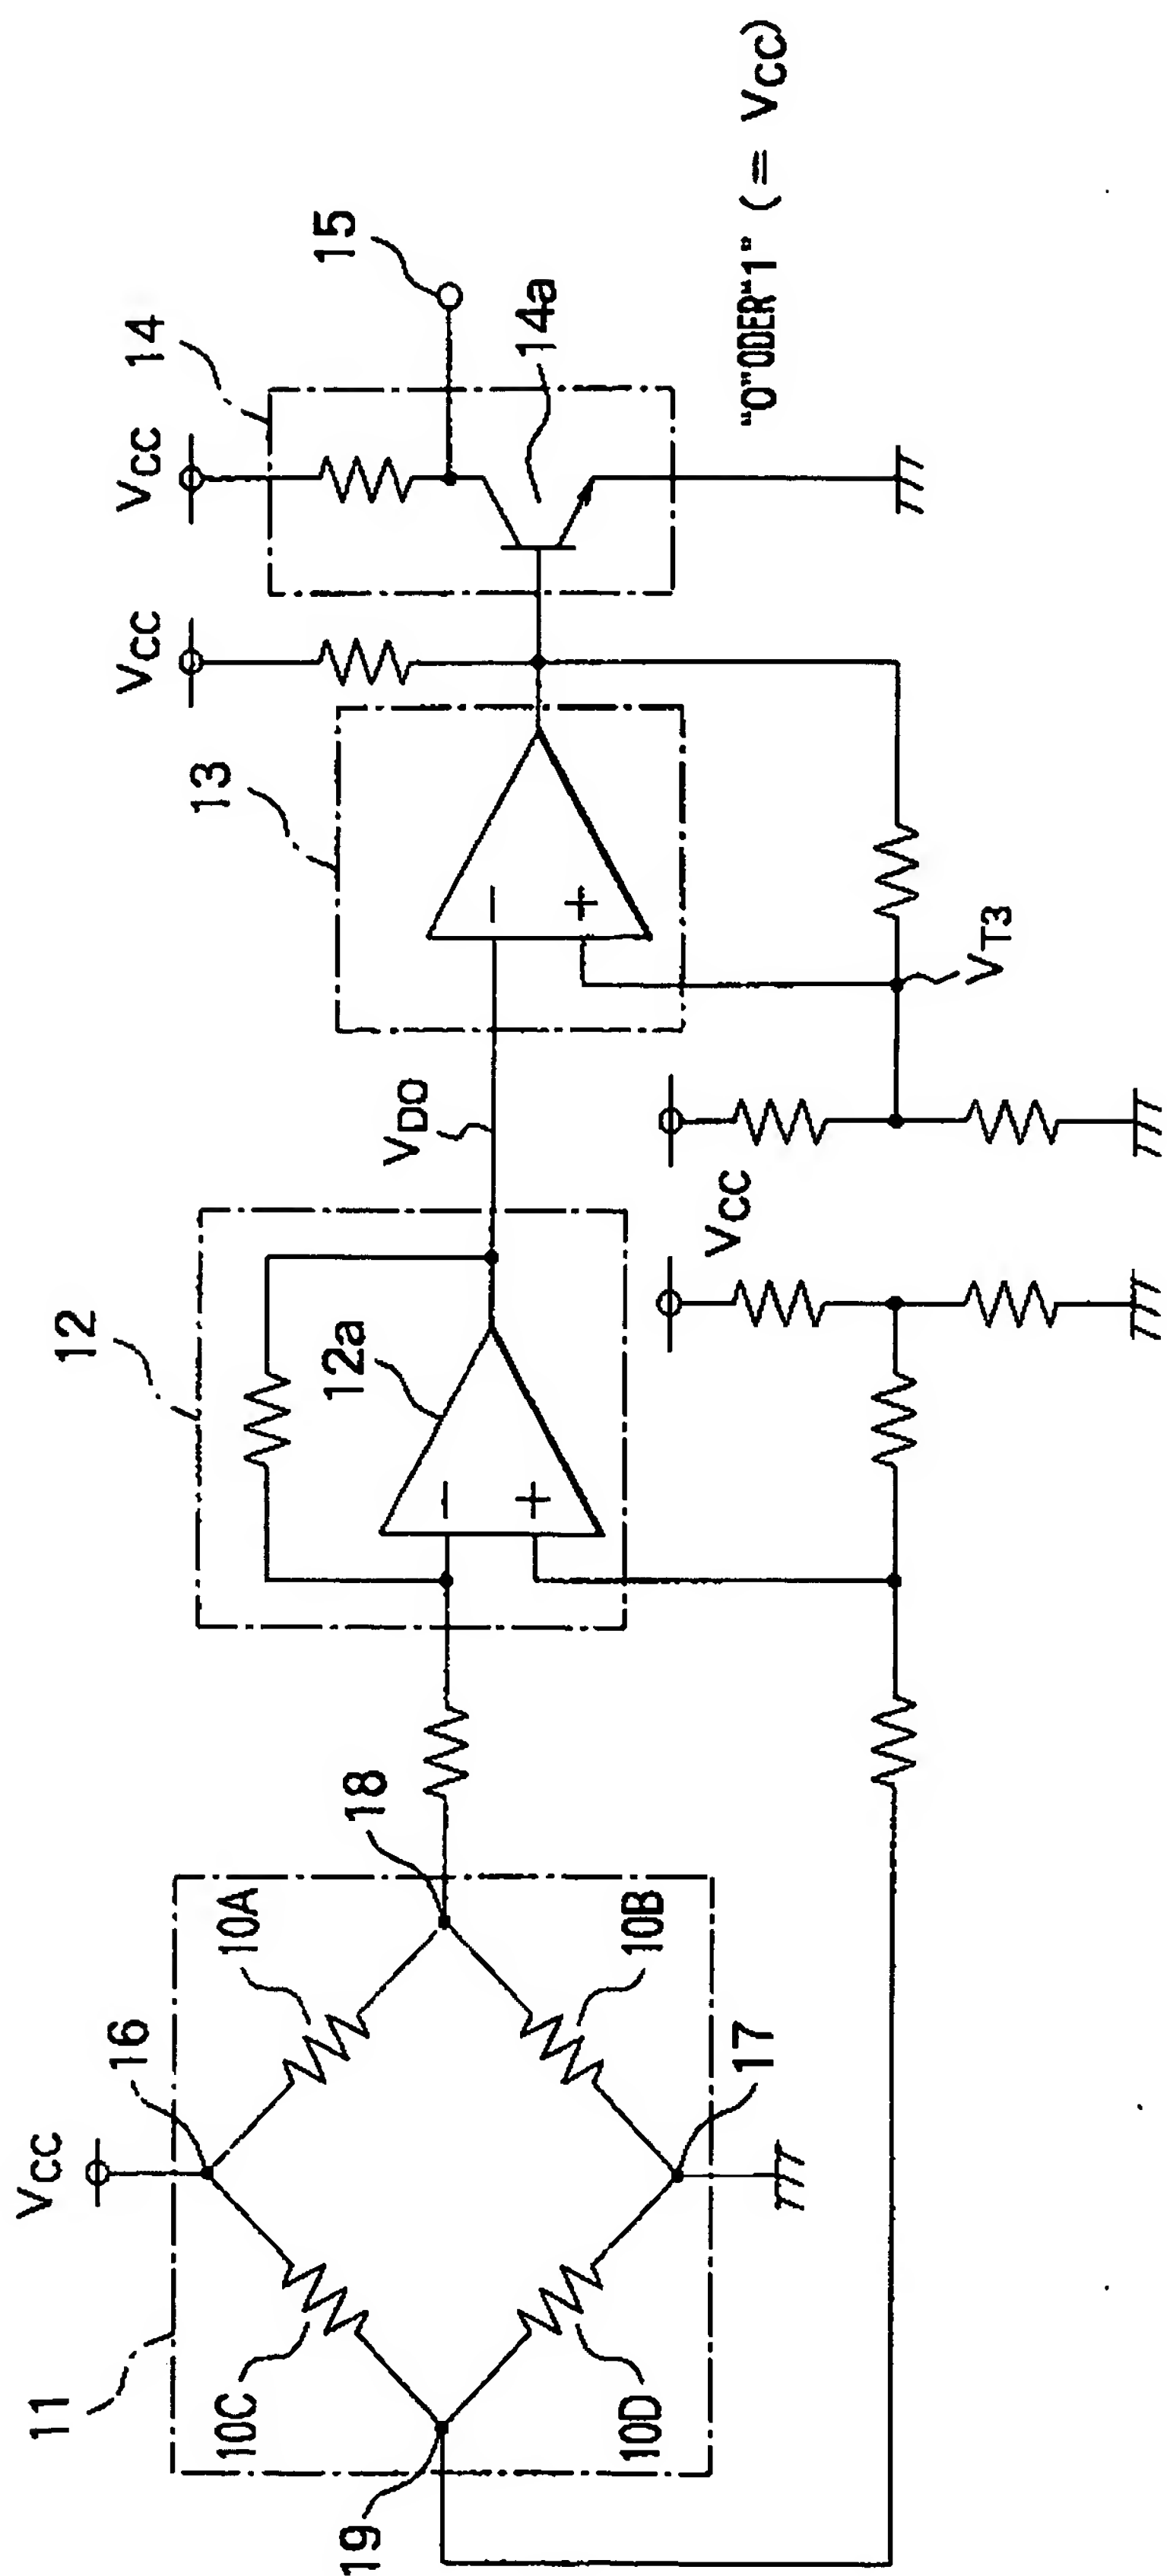 11
VCC
16
10A
10C
10B
10D
19
17
18
12
12a
VDO
VCC
VT3
13
VCC
VCC
14
14a
15
"0"ODER"1" (= VCC)